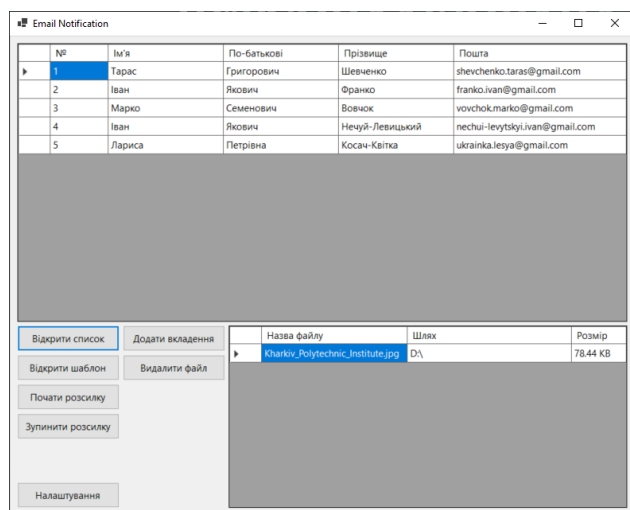 Email Notification
№ Ім'я По-батькові Прізвище Пошта
1 Тарас Григорович Шевченко shevchenko.taras@gmail.com
2 Іван Якович Франко franko.ivan@gmail.com
3 Марко Семенович Вовчок vovchok.marko@gmail.com
4 Іван Якович Нечуй-Левицький nechui-levytskyi.ivan@gmail.com
5 Лариса Петрівна Косач-Квітка ukrainka.lesya@gmail.com
Відкрити список Додати вкладення
Відкрити шаблон Видалити файл
Почати розсилку
Зупинити розсилку
Налаштування
Назва файлу Шлях Розмір
Kharkiv_Polytechnic_Institute.jpg D:\ 78.44 KB